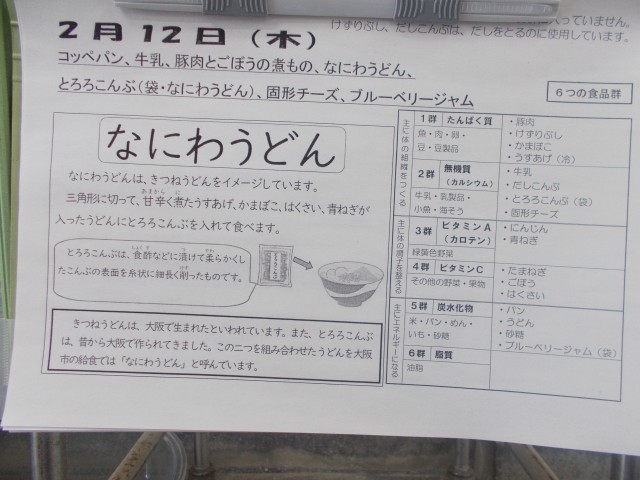 入っていません。
けずりぶし、だしこんぶは、だしをとるのに使用しています。
2月12日（木）
コッペパン、牛乳、豚肉とごぼうの煮もの、なにわうどん、
とろろこんぶ（袋・なにわうどん）、固形チーズ、ブルーベリージャム
６つの食品群
なにわうどん
なにわうどんは、きつねうどんをイメージしています。
三角形に切って、甘辛く煮たうすあげ、かまぼこ、はくさい、青ねぎが
入ったうどんにとろろこんぶを入れて食べます。
とろろこんぶは、食酢などに漬けて柔らかくし
たこんぶの表面を糸状に細長く削ったものです。
きつねうどんは、大阪で生まれたといわれています。また、とろろこんぶ
は、昔から大阪で作られてきました。この二つを組み合わせたうどんを大阪
市の給食では「なにわうどん」と呼んでいます。
主に体の組織をつくる
1群 たんぱく質
魚・肉・卵・
豆・豆製品
・豚肉
・けずりぶし
・かまぼこ
・うすあげ（冷）
2群 無機質
（カルシウム）
牛乳・乳製品・
小魚・海そう
・牛乳
・だしこんぶ
・とろろこんぶ（袋）
・固形チーズ
主に体の調子を整える
3群 ビタミンA
（カロテン）
緑黄色野菜
・にんじん
・青ねぎ
4群 ビタミンC
その他の野菜・果物
・たまねぎ
・ごぼう
・はくさい
主にエネルギーになる
5群 炭水化物
米・パン・めん・
いも・砂糖
・パン
・うどん
・砂糖
・ブルーベリージャム（袋）
6群 脂質
油脂